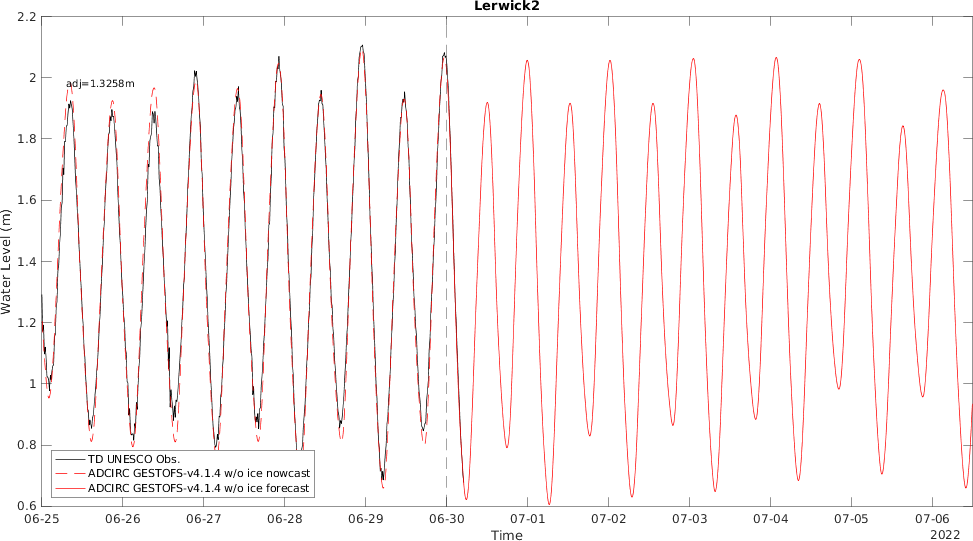 Lerwick2
2.2
2
1.8
1.6
1.4
1.2
1
0.8
0.6
Water Level (m)
adj=1.3258m
TD UNESCO Obs.
ADCIRC GESTOFS-v4.1.4 w/o ice nowcast
ADCIRC GESTOFS-v4.1.4 w/o ice forecast
06-25 06-26 06-27 06-28 06-29 06-30 07-01 07-02 07-03 07-04 07-05 07-06
Time
2022